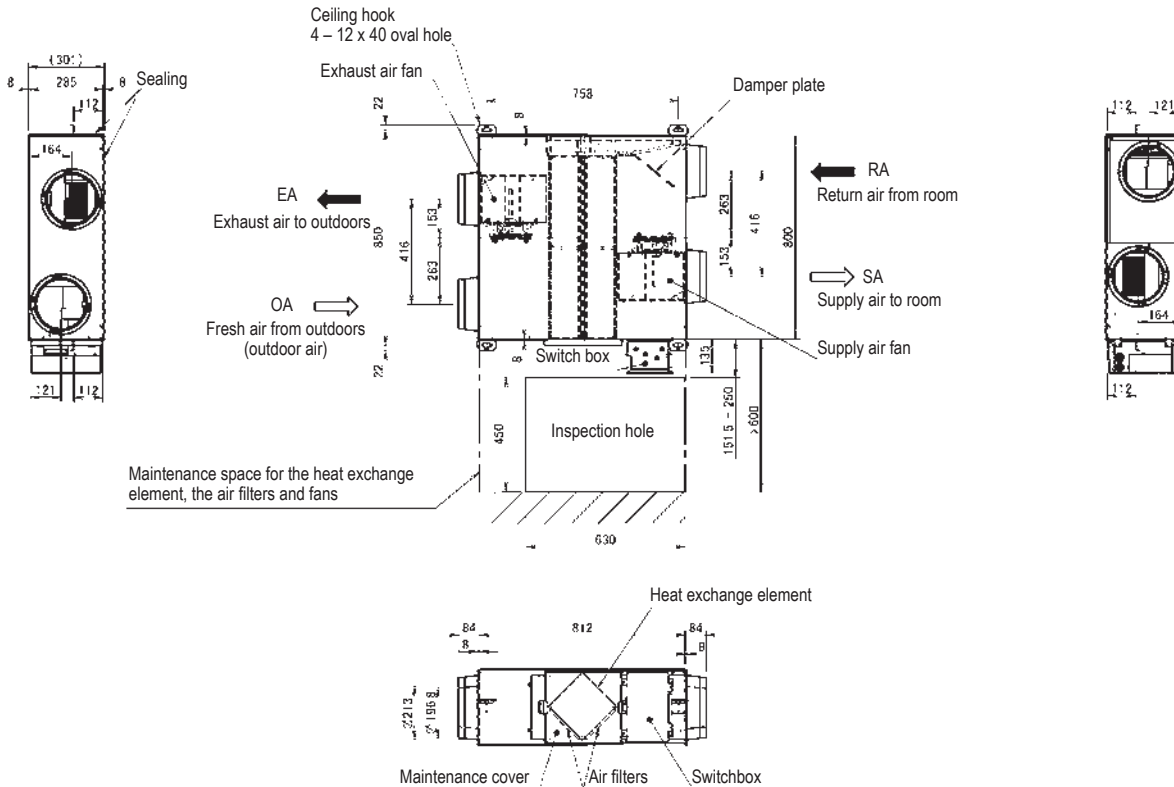 Ceiling hook
4 – 12 x 40 oval hole
Exhaust air fan
Damper plate
Sealing
(301)
8 285 8
112
164
22
758
8
112 121
EA
Exhaust air to outdoors
RA
Return air from room
850
416
153
263
263
416
153
800
OA
Fresh air from outdoors
(outdoor air)
SA
Supply air to room
164
Supply air fan
Switch box
22
8
135
121 112
112
450
Inspection hole
>600
Maintenance space for the heat exchange
element, the air filters and fans
630
Heat exchange element
84 812 84
8 8
Maintenance cover
Air filters
Switchbox